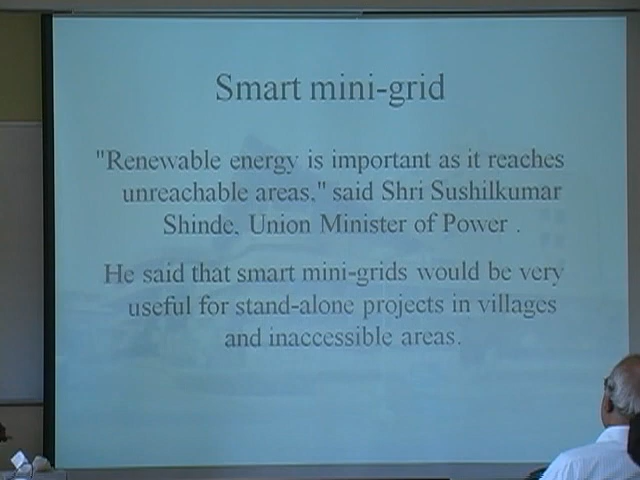 Smart mini-grid
"Renewable energy is important as it reaches
unreachable areas," said Shri Sushilkumar
Shinde, Union Minister of Power .
He said that smart mini-grids would be very
useful for stand-alone projects in villages
and inaccessible areas.